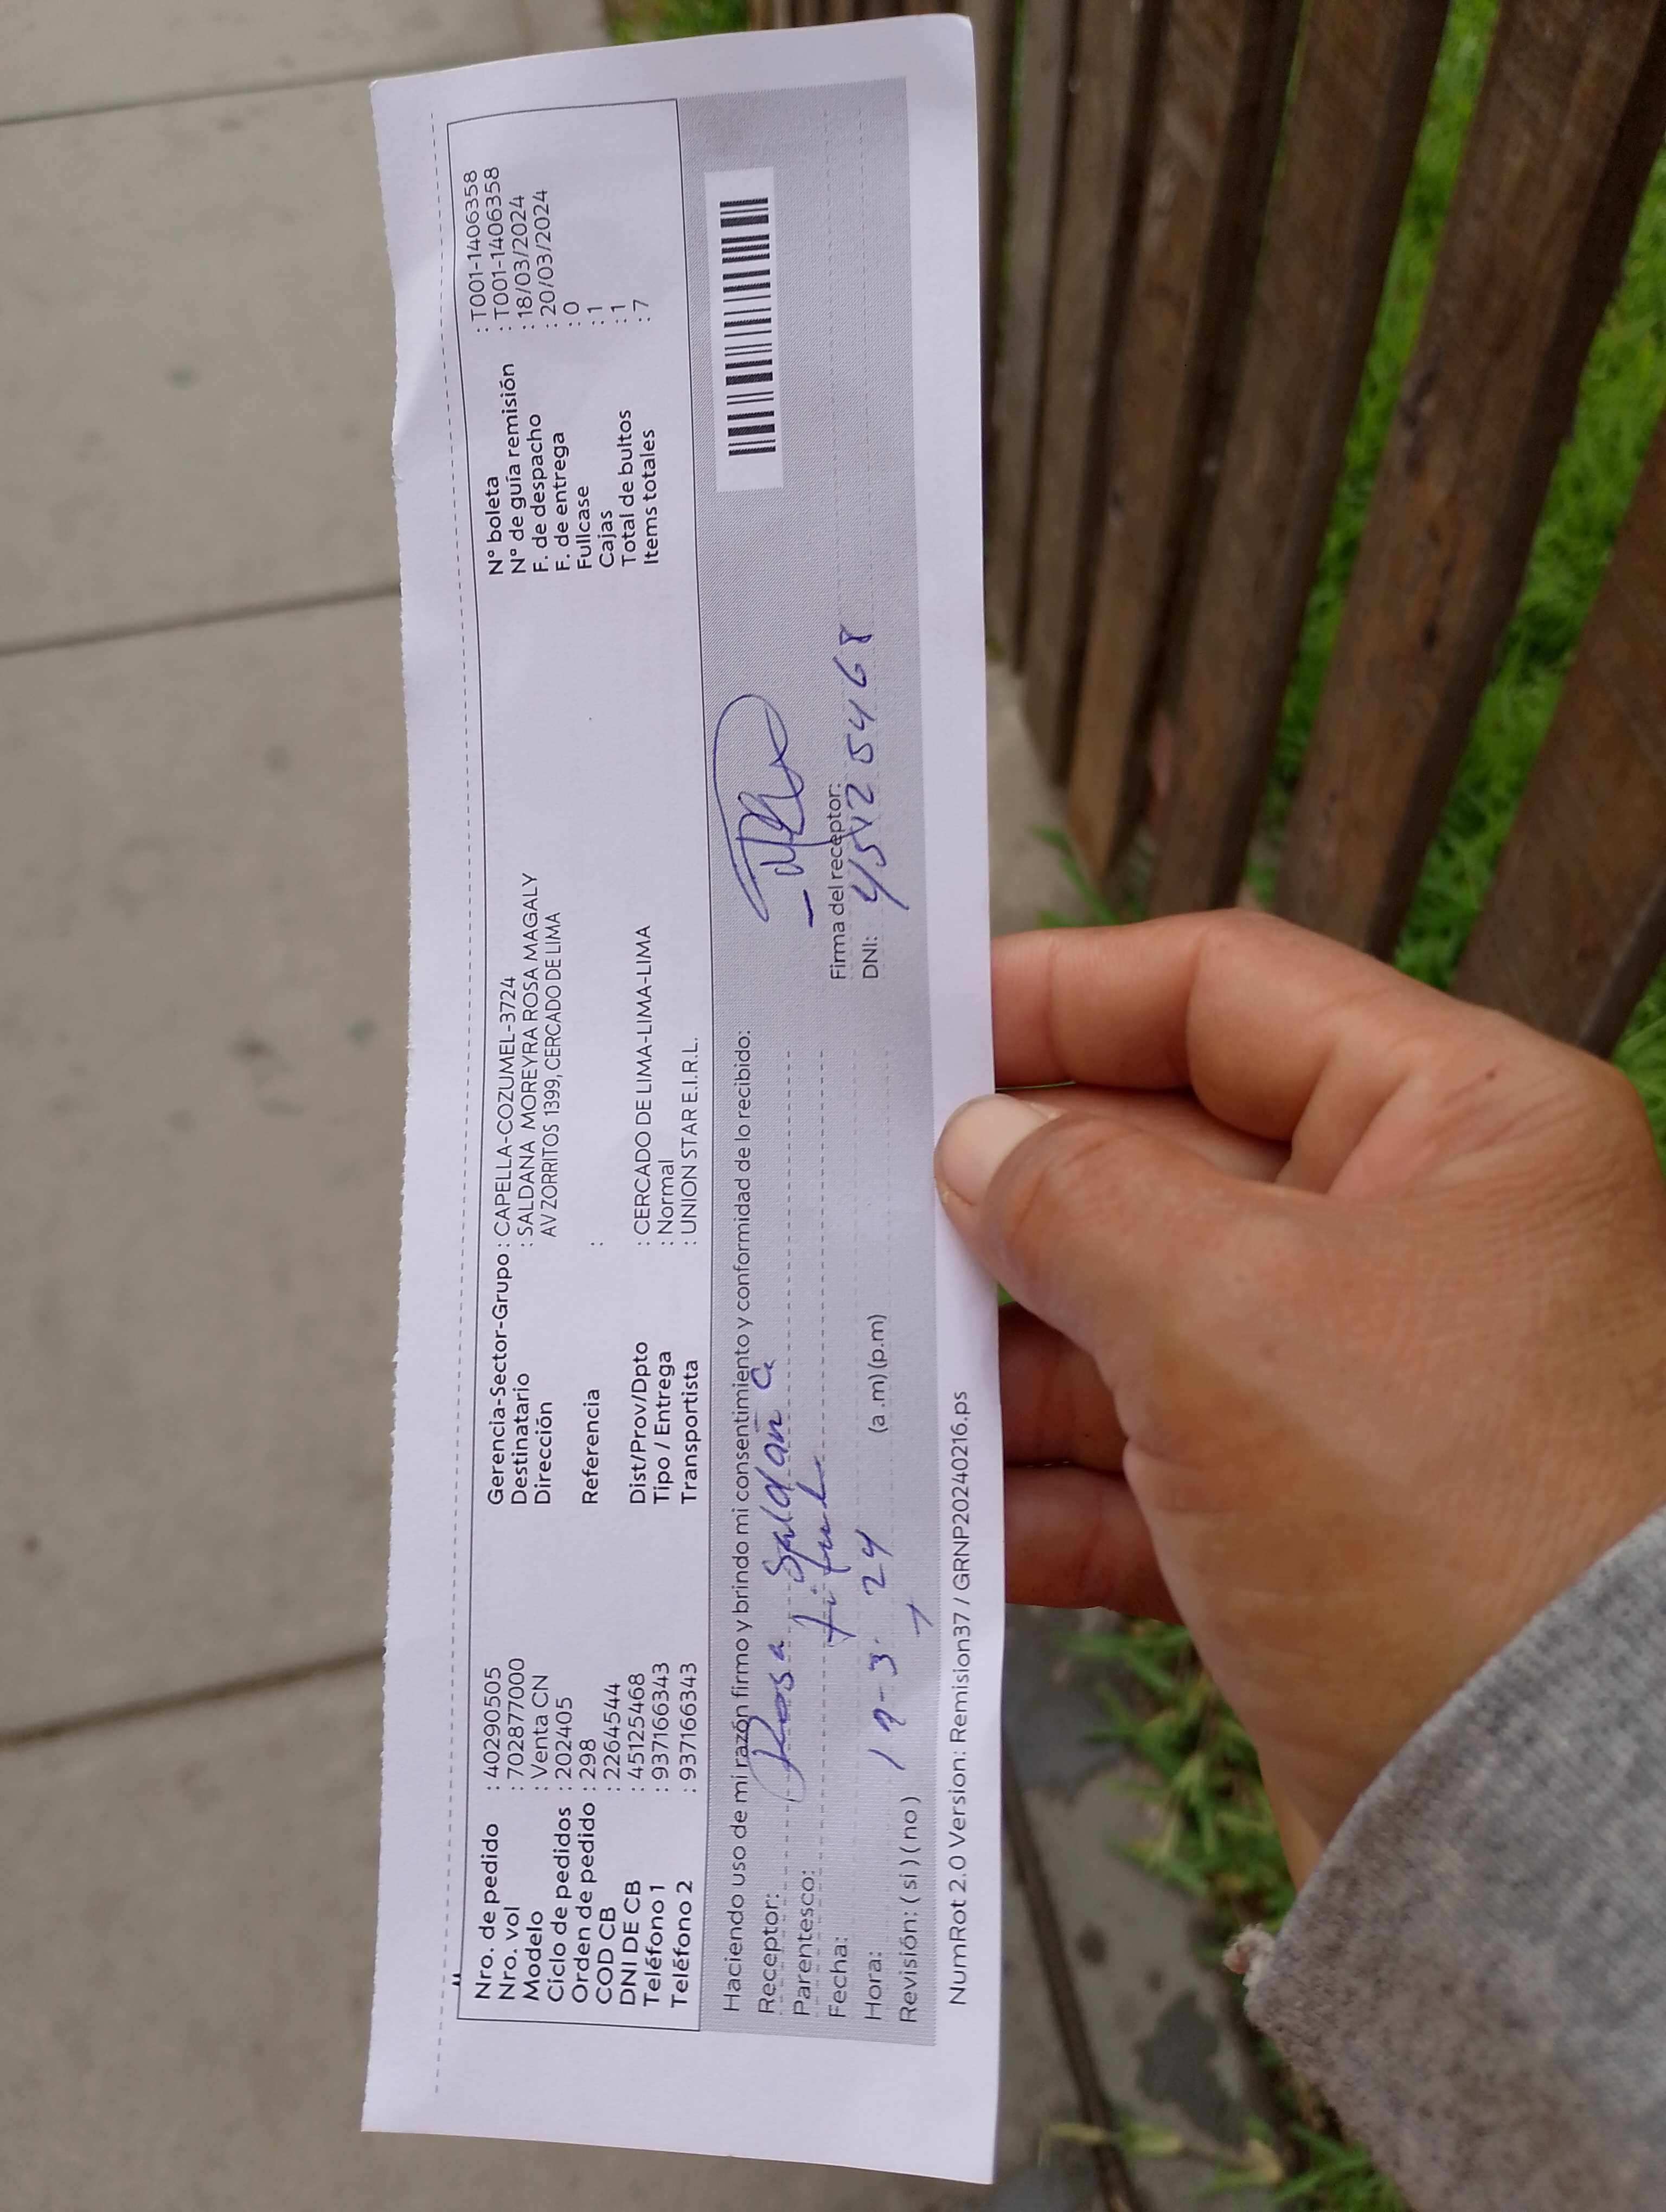 Nro. de pedido : 40290505
Nro. vol : 702877000
Modelo : Venta CN
Ciclo de pedidos : 202405
Orden de pedido : 298
COD CB : 2264544
DNI DE CB : 45125468
Teléfono 1 : 937166343
Teléfono 2 : 937166343
Gerencia-Sector-Grupo : CAPELLA-COZUMEL-3724
Destinatario : SALDANA MOREYRA ROSA MAGALY
Dirección AV ZORRITOS 1399, CERCADO DE LIMA
Referencia :
Dist/Prov/Dpto : CERCADO DE LIMA-LIMA-LIMA
Tipo / Entrega : Normal
Transportista : UNION STAR E.I.R.L.
N° boleta : T001-1406358
N° de guía remisión : T001-1406358
F. de despacho : 18/03/2024
F. de entrega : 20/03/2024
Fullcase : 0
Cajas : 1
Total de bultos : 1
Items totales : 7
Haciendo uso de mi razón firmo y brindo mi consentimiento y conformidad de lo recibido:
Receptor: Rosa Saldañ
Parentesco: titul
Fecha: 19-3-24
Hora: (a.m) (p.m)
Revisión: ( si ) ( no )
Firma del receptor:
DNI: 45125468
NumRot 2.0 Version: Remision37 / GRNP20240216.ps